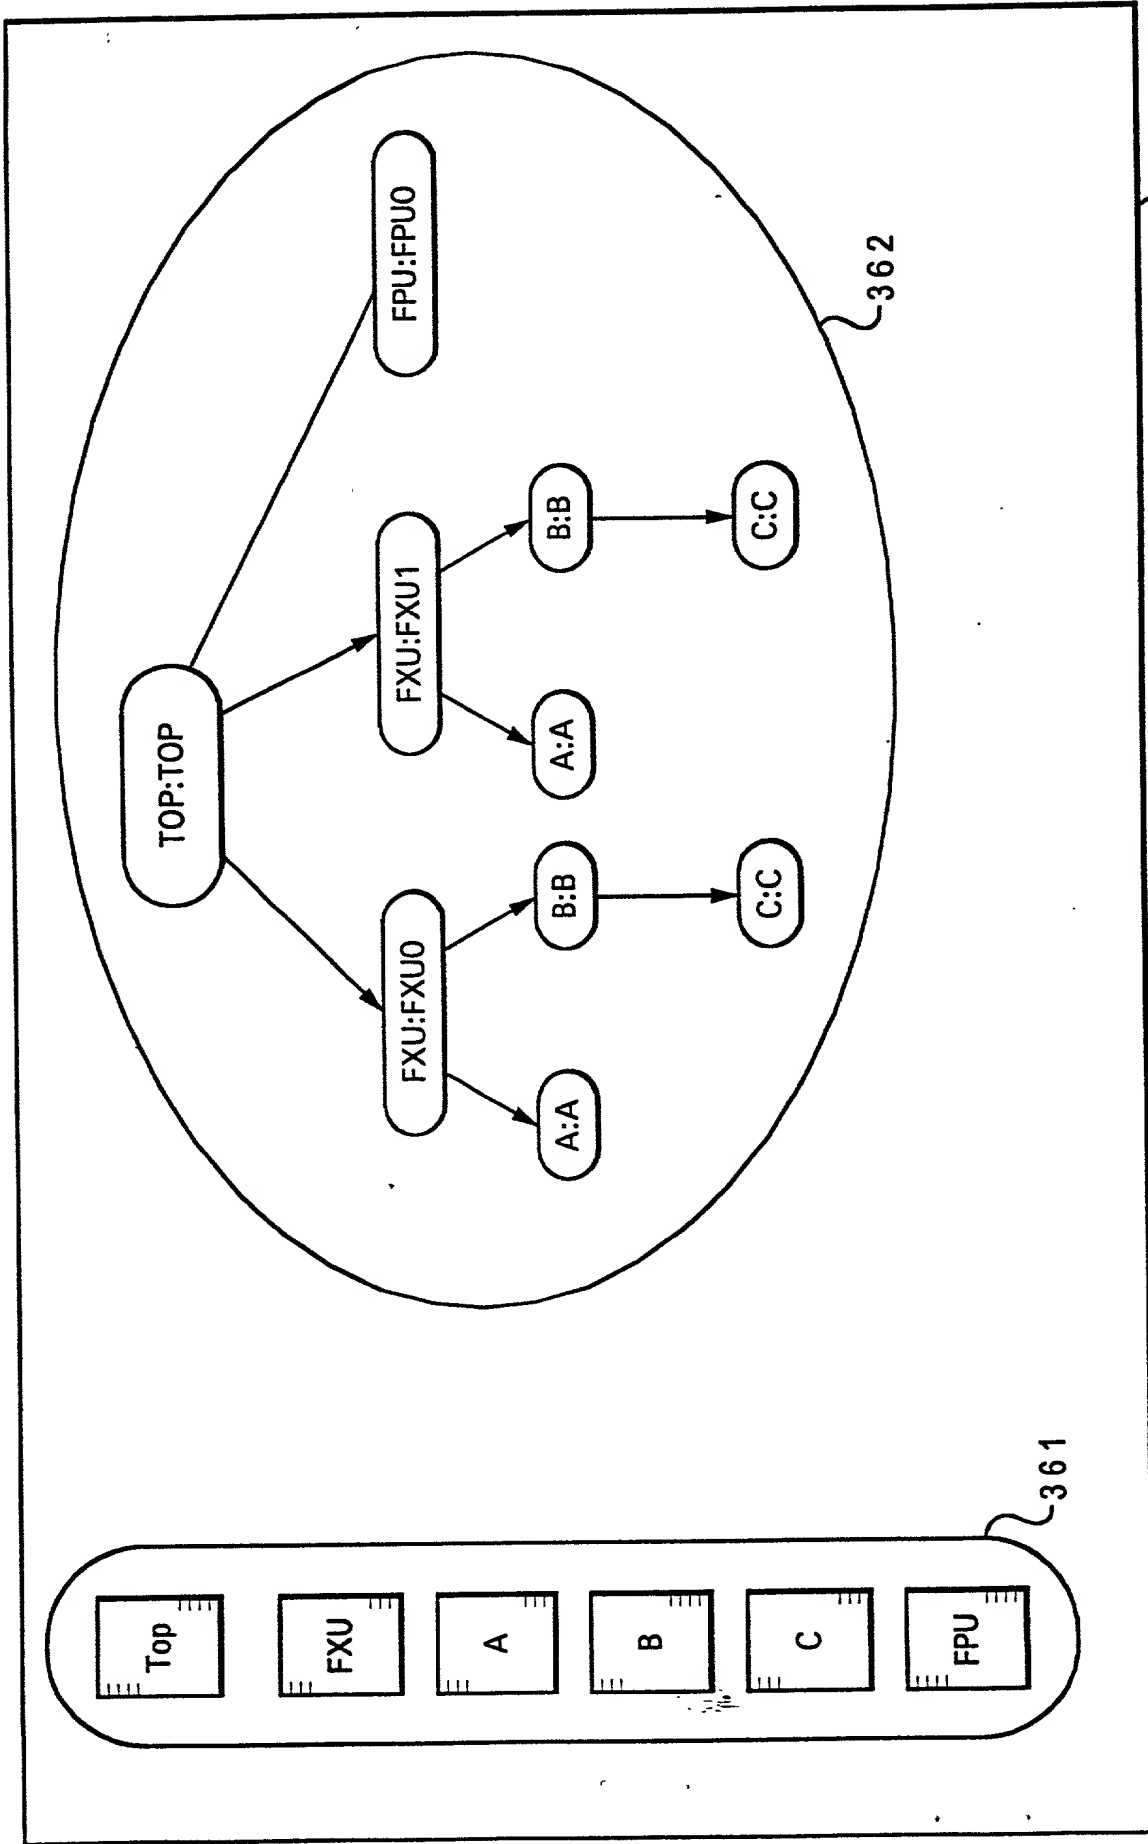 Top
FXU
A
B
C
FPU
361
TOP:TOP
FXU:FXU0
FXU:FXU1
FPU:FPU0
A:A
B:B
A:A
B:B
C:C
C:C
362